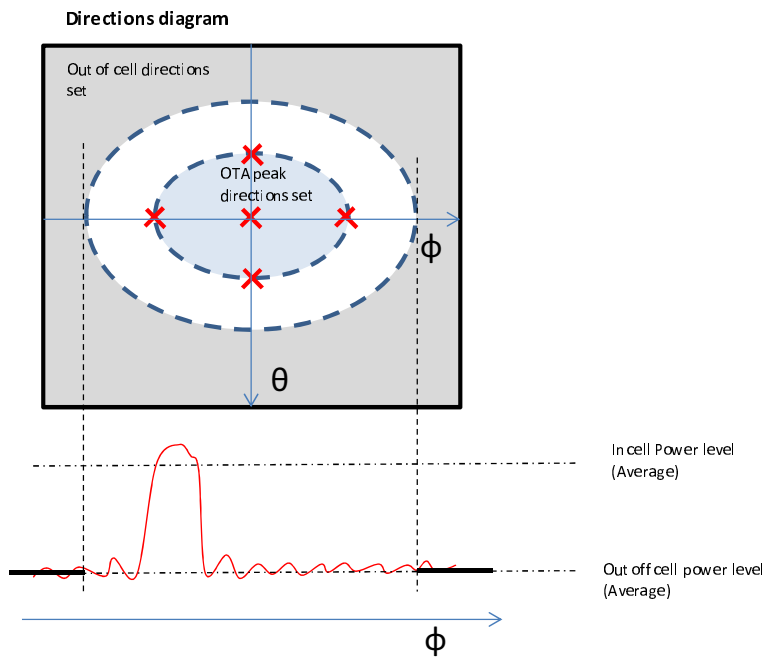 Directions diagram
Out of cell directions
set
OTA peak
directions set
ϕ
θ
In cell Power level
(Average)
Out off cell power level
(Average)
ϕ